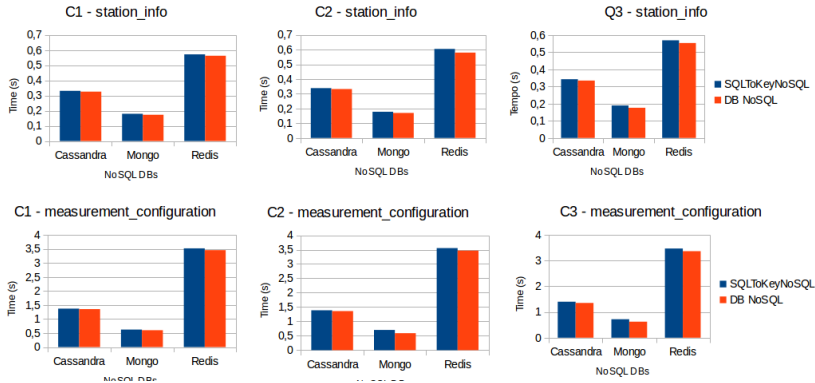 C1 - station_info
0,7
0,6
0,5
0,4
0,3
0,2
0,1
0
Time (s)
Cassandra Mongo Redis
NoSQL DBs
C2 - station_info
0,7
0,6
0,5
0,4
0,3
0,2
0,1
0
Time (s)
Cassandra Mongo Redis
NoSQL DBs
Q3 - station_info
0,6
0,5
0,4
0,3
0,2
0,1
0
Tempo (s)
Cassandra Mongo Redis
NoSQL DBs
SQLToKeyNoSQL
DB NoSQL
C1 - measurement_configuration
4
3,5
3
2,5
2
1,5
1
0,5
0
Time (s)
Cassandra Mongo Redis
NoSQL DBs
C2 - measurement_configuration
4
3,5
3
2,5
2
1,5
1
0,5
0
Time (s)
Cassandra Mongo Redis
NoSQL DBs
C3 - measurement_configuration
4
3
2
1
0
Time (s)
Cassandra Mongo Redis
NoSQL DBs
SQLToKeyNoSQL
DB NoSQL